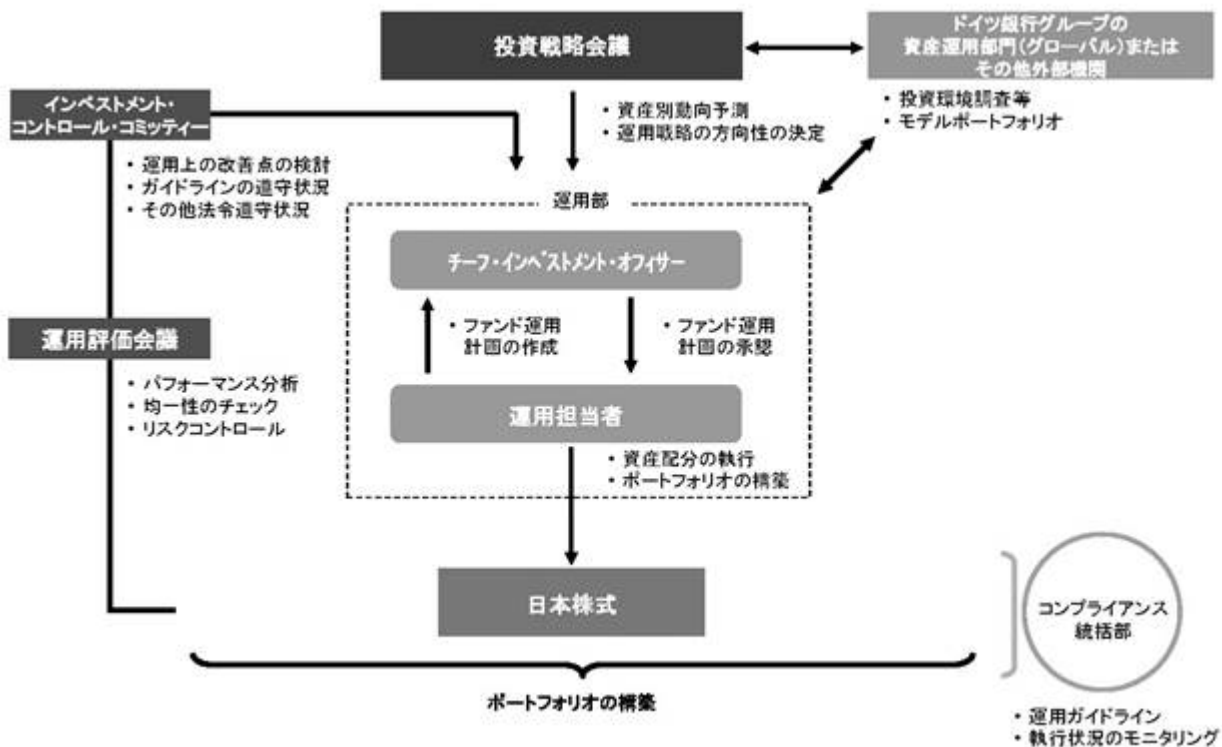 投資戦略会議
ドイツ銀行グループの
資産運用部門(グローバル)または
その他外部機関
・投資環境調査等
・モデルポートフォリオ
・資産別動向予測
・運用戦略の方向性の決定
インベストメント・
コントロール・コミッティー
・運用上の改善点の検討
・ガイドラインの遵守状況
・その他法令遵守状況
運用部
チーフ・インベストメント・オフィサー
・ファンド運用
計画の作成
・ファンド運用
計画の承認
運用評価会議
・パフォーマンス分析
・均一性のチェック
・リスクコントロール
運用担当者
・資産配分の執行
・ポートフォリオの構築
日本株式
コンプライアンス
統括部
ポートフォリオの構築
・運用ガイドライン
・執行状況のモニタリング